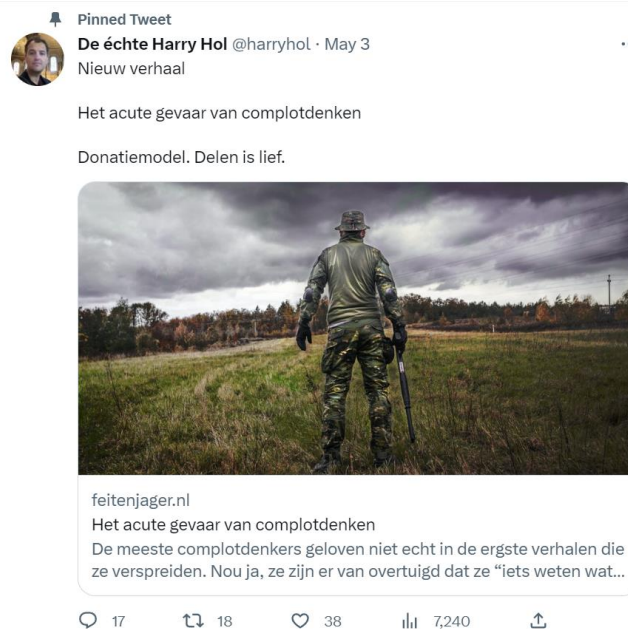 Pinned Tweet
De échte Harry Hol @harryhol · May 3
Nieuw verhaal
Het acute gevaar van complotdenken
Donatiemodel. Delen is lief.
feitenjager.nl
Het acute gevaar van complotdenken
De meeste complotdenkers geloven niet echt in de ergste verhalen die
ze verspreiden. Nou ja, ze zijn er van overtuigd dat ze “iets weten wat...
17 18 38 7,240